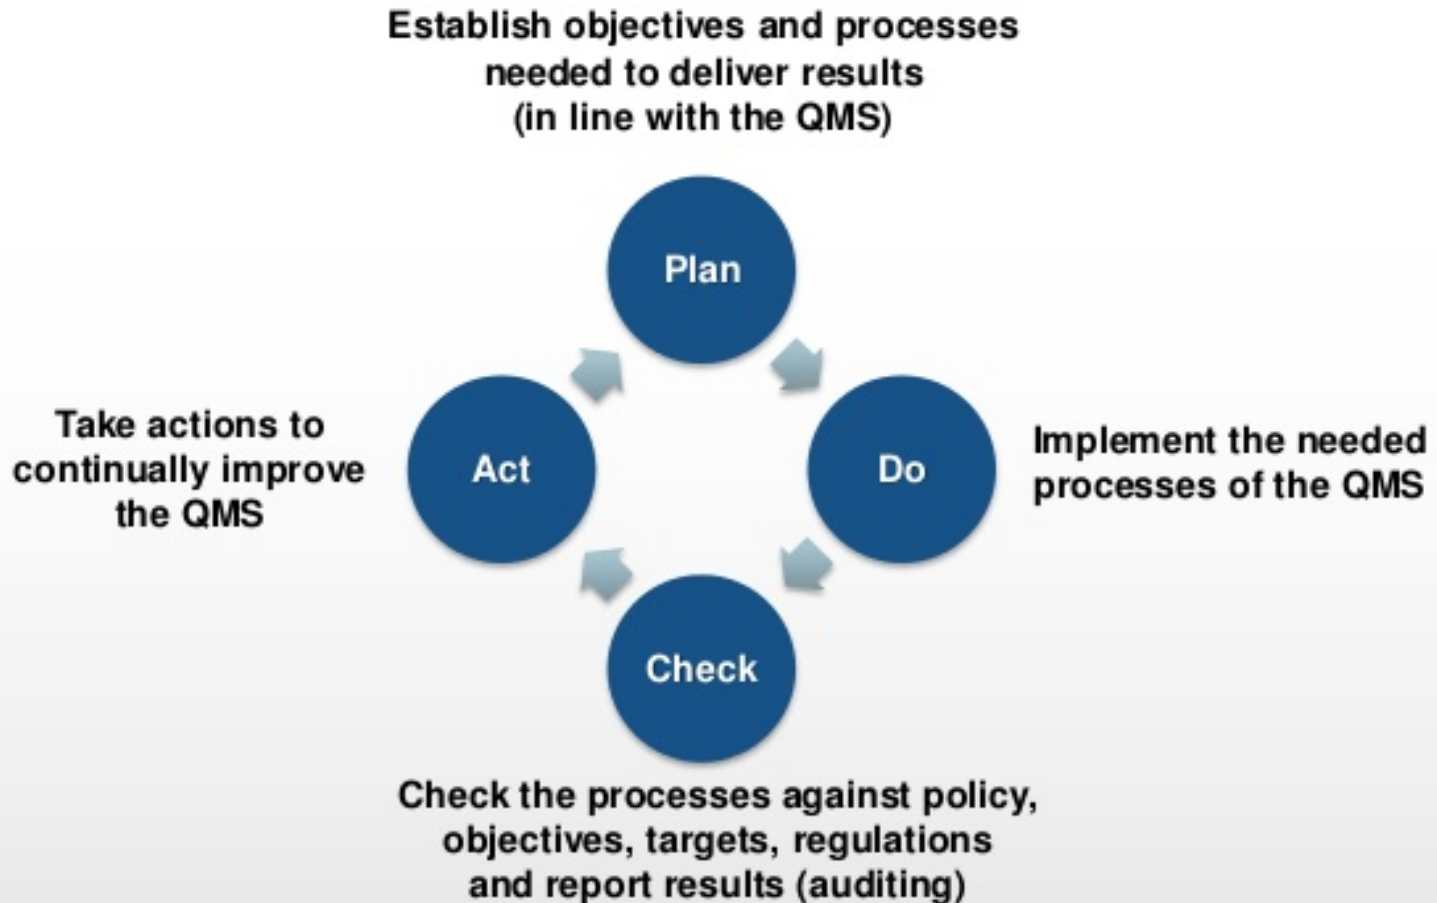 Establish objectives and processes
needed to deliver results
(in line with the QMS)
Plan
Take actions to
continually improve
the QMS
Act
Do
Implement the needed
processes of the QMS
Check
Check the processes against policy,
objectives, targets, regulations
and report results (auditing)